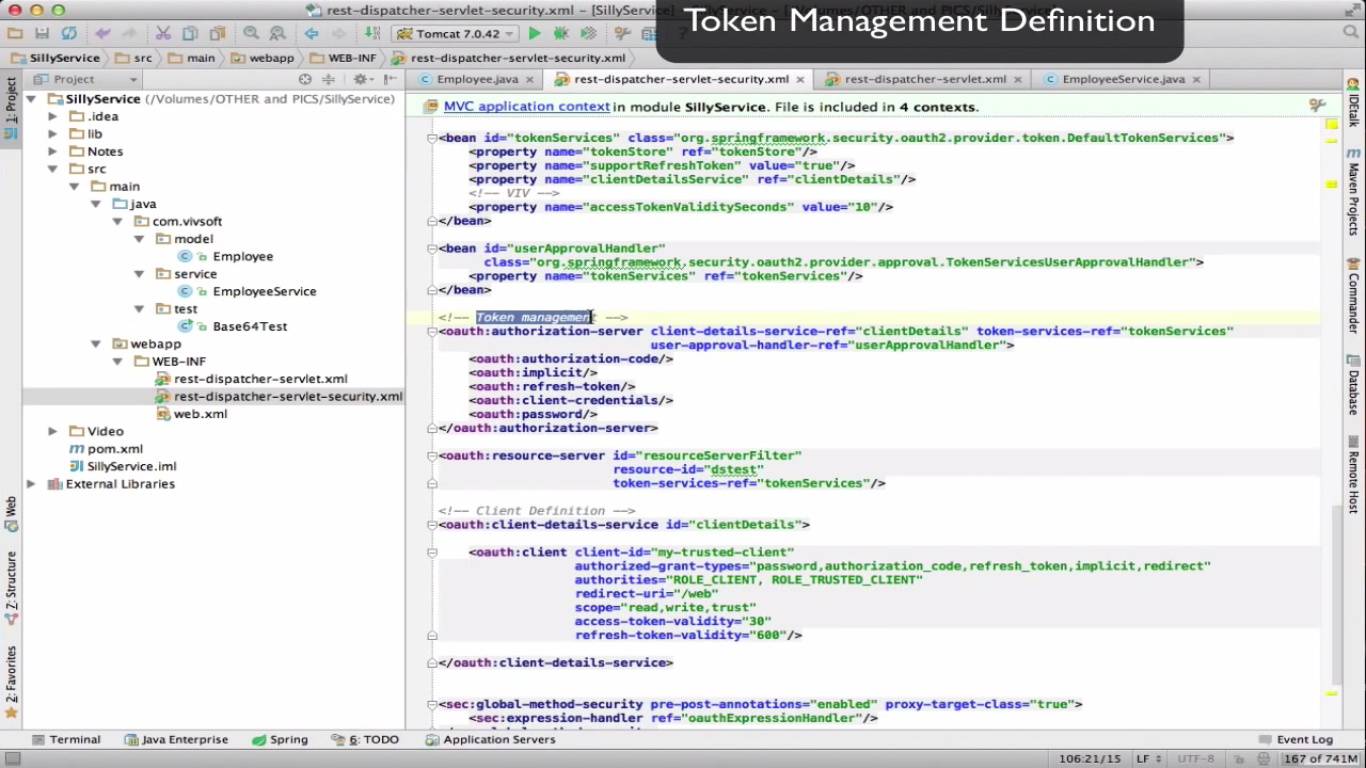 rest-dispatcher-servlet-security.xml - [SillyService] - [/Volumes/OTHER and PICS/SillyService]
Token Management Definition
Tomcat 7.0.42
SillyService src main webapp WEB-INF rest-dispatcher-servlet-security.xml
Project
Employee.java rest-dispatcher-servlet-security.xml rest-dispatcher-servlet.xml EmployeeService.java
MVC application context in module SillyService. File is included in 4 contexts.
1: Project
Web
Z: Structure
2: Favorites
SillyService (/Volumes/OTHER and PICS/SillyService)
.idea
lib
Notes
src
main
java
com.vivsoft
model
Employee
service
EmployeeService
test
Base64Test
webapp
WEB-INF
rest-dispatcher-servlet.xml
rest-dispatcher-servlet-security.xml
web.xml
Video
pom.xml
SillyService.iml
External Libraries
<bean id="tokenServices" class="org.springframework.security.oauth2.provider.token.DefaultTokenServices">
<property name="tokenStore" ref="tokenStore"/>
<property name="supportRefreshToken" value="true"/>
<property name="clientDetailsService" ref="clientDetails"/>
<!-- VIV -->
<property name="accessTokenValiditySeconds" value="10"/>
</bean>
<bean id="userApprovalHandler"
class="org.springframework.security.oauth2.provider.approval.TokenServicesUserApprovalHandler">
<property name="tokenServices" ref="tokenServices"/>
</bean>
<!-- Token management -->
<oauth:authorization-server client-details-service-ref="clientDetails" token-services-ref="tokenServices"
user-approval-handler-ref="userApprovalHandler">
<oauth:authorization-code/>
<oauth:implicit/>
<oauth:refresh-token/>
<oauth:client-credentials/>
<oauth:password/>
</oauth:authorization-server>
<oauth:resource-server id="resourceServerFilter"
resource-id="dstest"
token-services-ref="tokenServices"/>
<!-- Client Definition -->
<oauth:client-details-service id="clientDetails">
<oauth:client client-id="my-trusted-client"
authorized-grant-types="password,authorization_code,refresh_token,implicit,redirect"
authorities="ROLE_CLIENT, ROLE_TRUSTED_CLIENT"
redirect-uri="/web"
scope="read,write,trust"
access-token-validity="30"
refresh-token-validity="600"/>
</oauth:client-details-service>
<sec:global-method-security pre-post-annotations="enabled" proxy-target-class="true">
<sec:expression-handler ref="oauthExpressionHandler"/>
IDEtalk
Maven Projects
Commander
Database
Remote Host
Terminal Java Enterprise Spring 6: TODO Application Servers Event Log
106:21/15 LF UTF-8 167 of 741M